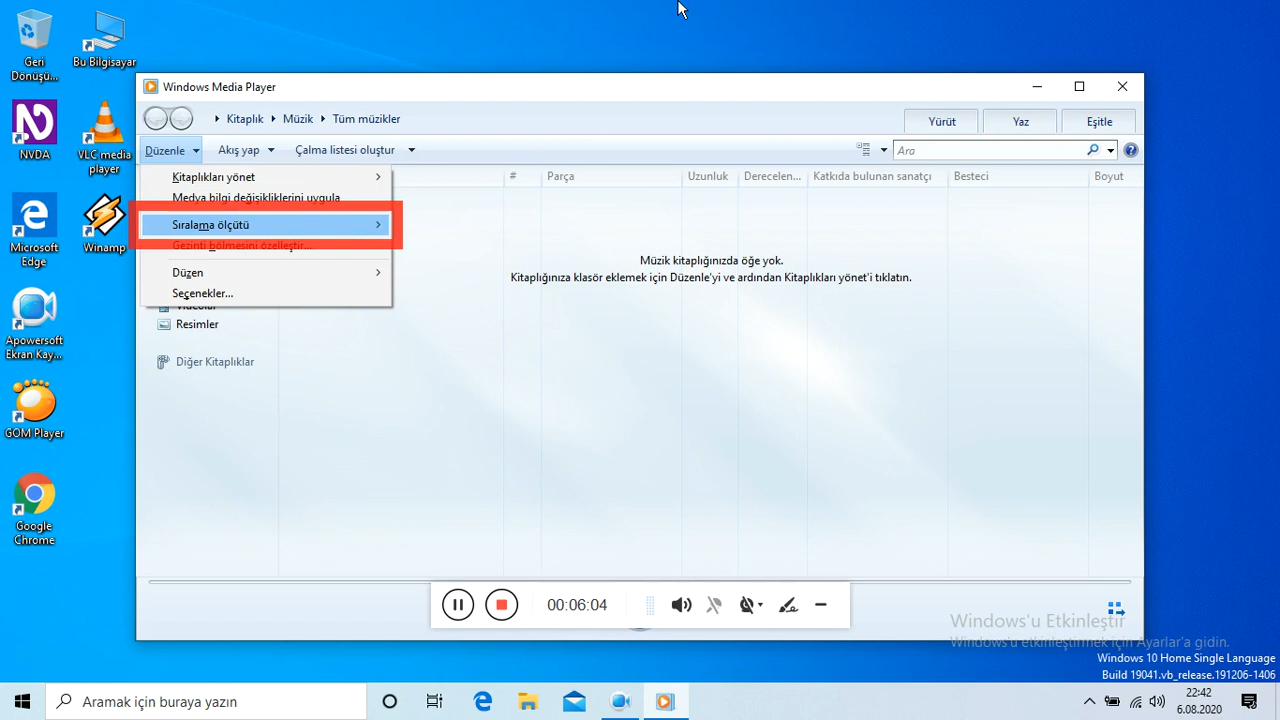 Geri
Dönüşü...
Bu Bilgisayar
NVDA
VLC media
player
Microsoft
Edge
Winamp
Apowersoft
Ekran Kay...
GOM Player
Google
Chrome
Windows Media Player
Kitaplık
Müzik
Tüm müzikler
Yürüt
Yaz
Eşitle
Düzenle
Akış yap
Çalma listesi oluştur
Ara
Kitaplıkları yönet
Medya bilgi değişikliklerini uygula
Sıralama ölçütü
Gezinti bölmesini özelleştir...
Düzen
Seçenekler...
Videolar
Resimler
Diğer Kitaplıklar
#
Parça
Uzunluk
Derecelen...
Katkıda bulunan sanatçı
Besteci
Boyut
Müzik kitaplığınızda öğe yok.
Kitaplığınıza klasör eklemek için Düzenle'yi ve ardından Kitaplıkları yönet'i tıklatın.
00:06:04
Windows'u Etkinleştir
Windows'u etkinleştirmek için Ayarlar'a gidin.
Windows 10 Home Single Language
Build 19041.vb_release.191206-1406
Aramak için buraya yazın
22:42
6.08.2020